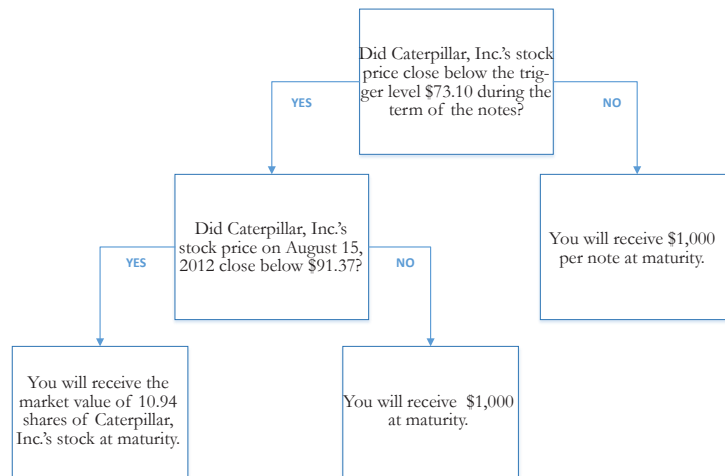 Did Caterpillar, Inc.'s stock
price close below the trig-
ger level $73.10 during the
term of the notes?
YES
NO
Did Caterpillar, Inc.'s
stock price on August 15,
2012 close below $91.37?
You will receive $1,000
per note at maturity.
YES
NO
You will receive the
market value of 10.94
shares of Caterpillar,
Inc.'s stock at maturity.
You will receive  $1,000
at maturity.